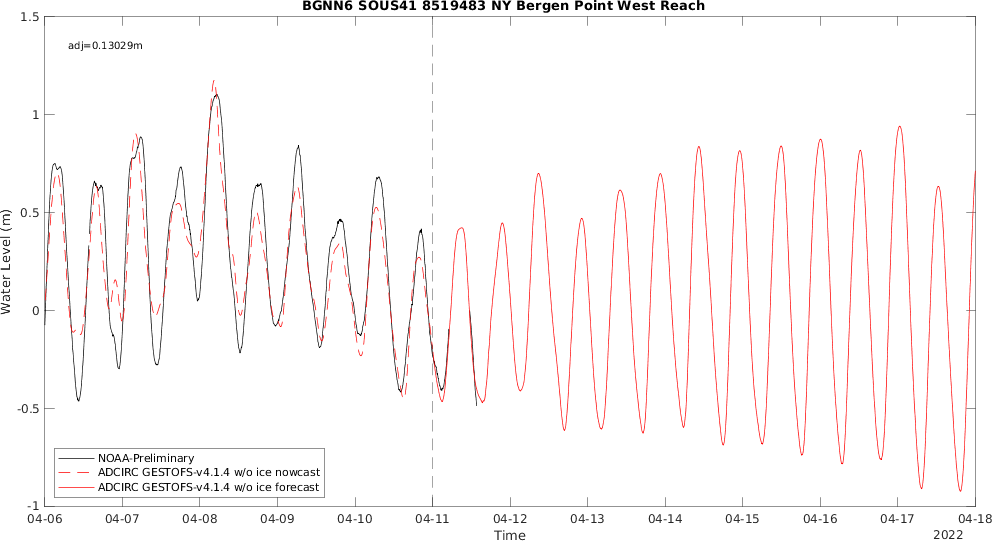 BGNN6 SOUS41 8519483 NY Bergen Point West Reach
adj=0.13029m
Water Level (m)
1.5
1
0.5
0
-0.5
-1
NOAA-Preliminary
ADCIRC GESTOFS-v4.1.4 w/o ice nowcast
ADCIRC GESTOFS-v4.1.4 w/o ice forecast
04-06 04-07 04-08 04-09 04-10 04-11 04-12 04-13 04-14 04-15 04-16 04-17 04-18
Time
2022